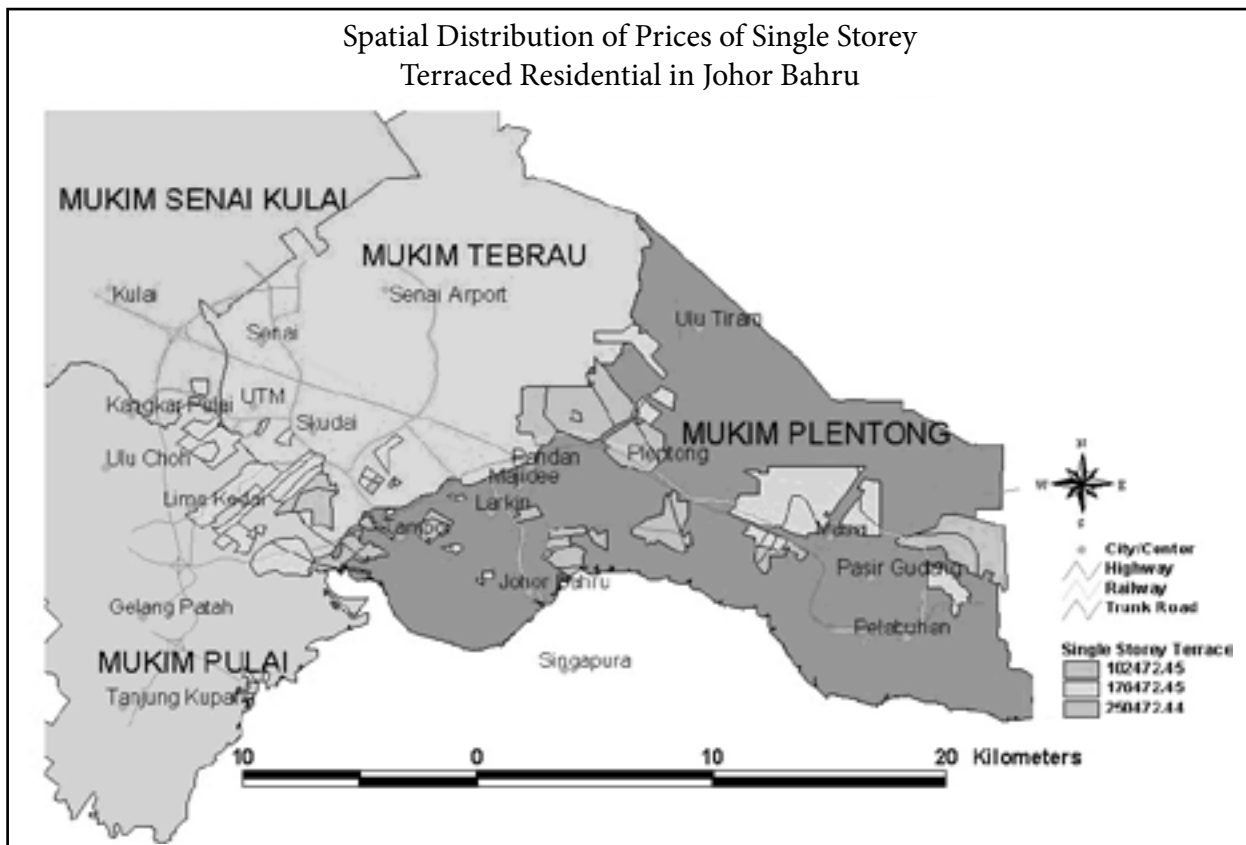 Spatial Distribution of Prices of Single Storey
Terraced Residential in Johor Bahru
MUKIM SENAI KULAI
MUKIM TEBRAU
Kulai
Senai Airport
Senai
Ulu Tiram
Kangkar Pulai
UTM
Skudai
MUKIM PLENTONG
Ulu Choh
Pandan
Plentong
Majidee
Lima Kedai
Larkin
Johor Bahru
Pasir Gudang
Gelang Patah
Pelabuhan
MUKIM PULAI
Singapura
Tanjung Kupang
N
W
E
S
City/Center
Highway
Railway
Trunk Road
Single Storey Terrace
102472.45
176472.45
250472.44
10
0
10
20 Kilometers